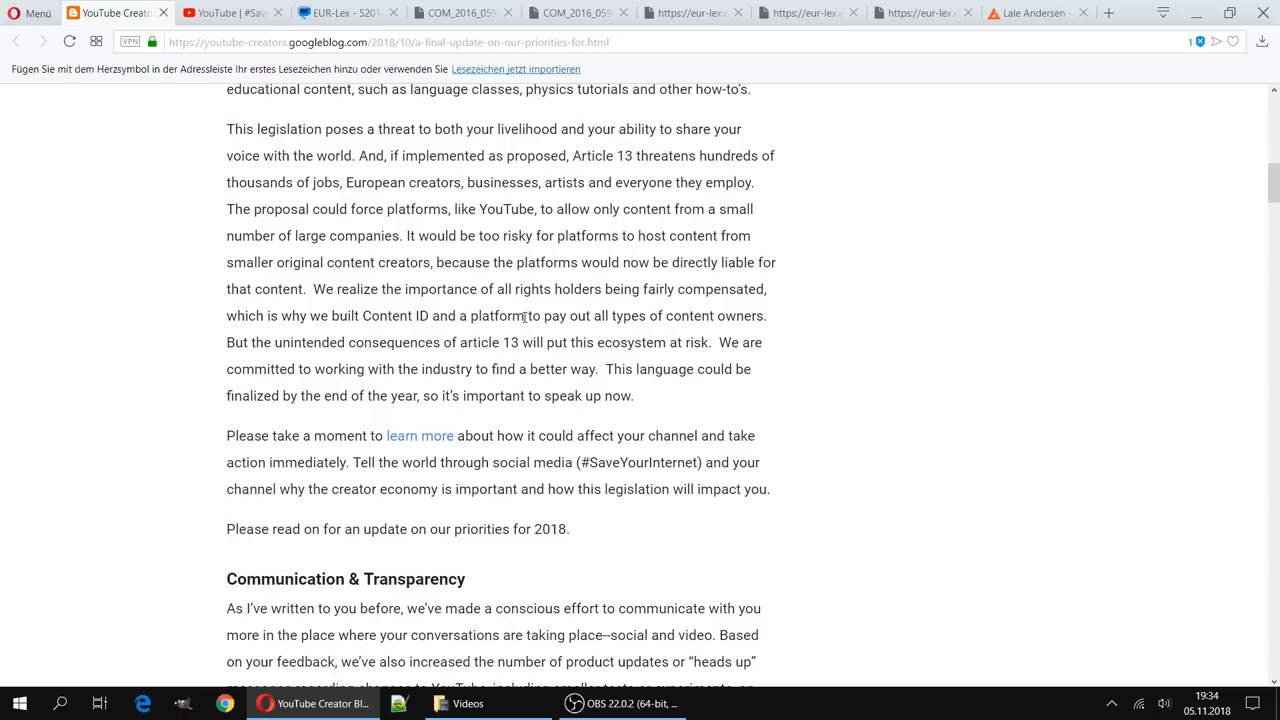 Menü
YouTube Creato
YouTube | #Sav
EUR-Lex - 5201
COM_2016_059
COM_2016_059
https://eur-lex.e
https://eur-lex.e
https://eur-lex.e
Lale Andersen -
VPN
https://youtube-creators.googleblog.com/2018/10/a-final-update-on-our-priorities-for.html
1
Fügen Sie mit dem Herzsymbol in der Adressleiste Ihr erstes Lesezeichen hinzu oder verwenden Sie Lesezeichen jetzt importieren
educational content, such as language classes, physics tutorials and other how-to's.
This legislation poses a threat to both your livelihood and your ability to share your
voice with the world. And, if implemented as proposed, Article 13 threatens hundreds of
thousands of jobs, European creators, businesses, artists and everyone they employ.
The proposal could force platforms, like YouTube, to allow only content from a small
number of large companies. It would be too risky for platforms to host content from
smaller original content creators, because the platforms would now be directly liable for
that content.  We realize the importance of all rights holders being fairly compensated,
which is why we built Content ID and a platform to pay out all types of content owners.
But the unintended consequences of article 13 will put this ecosystem at risk.  We are
committed to working with the industry to find a better way.  This language could be
finalized by the end of the year, so it's important to speak up now.
Please take a moment to learn more about how it could affect your channel and take
action immediately. Tell the world through social media (#SaveYourInternet) and your
channel why the creator economy is important and how this legislation will impact you.
Please read on for an update on our priorities for 2018.
Communication & Transparency
As I've written to you before, we've made a conscious effort to communicate with you
more in the place where your conversations are taking place--social and video. Based
on your feedback, we've also increased the number of product updates or “heads up”
YouTube Creator Bl...
Videos
OBS 22.0.2 (64-bit, ...
19:34
05.11.2018